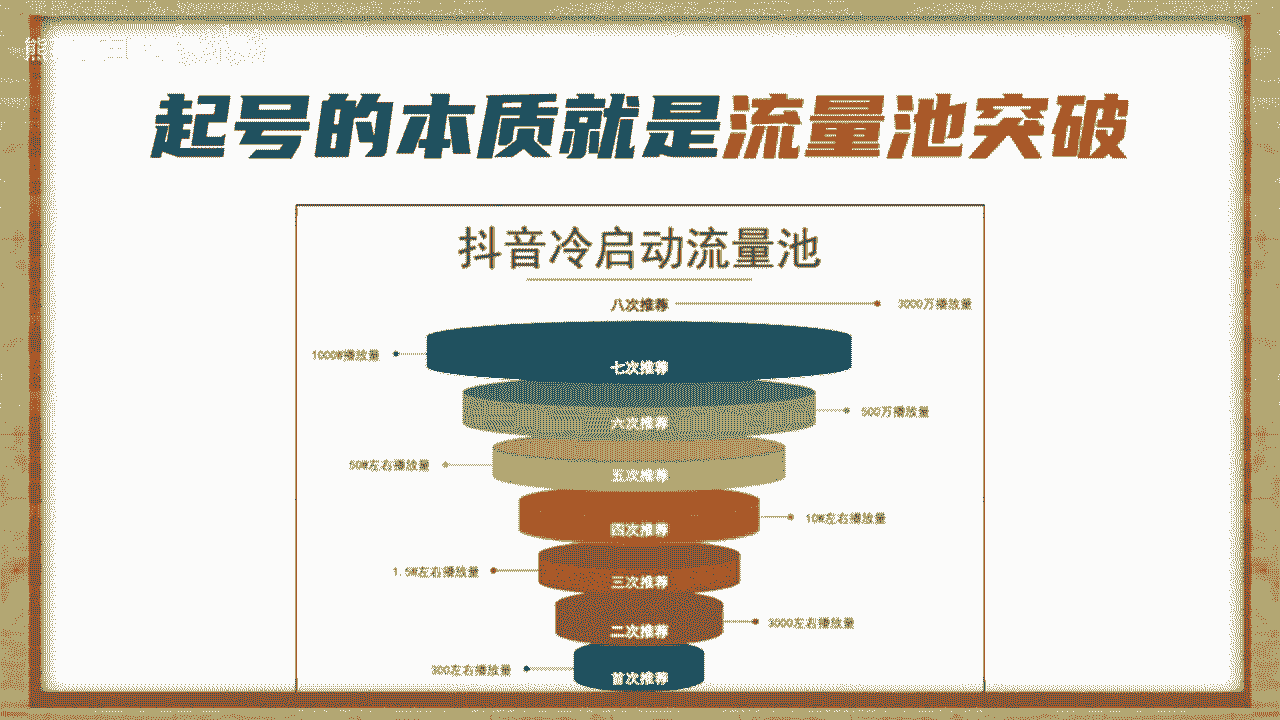 起号的本质就是流量池突破
抖音冷启动流量池
八次推荐 3000万播放量
1000W播放量 七次推荐
六次推荐 500万播放量
50W左右播放量 五次推荐
四次推荐 10W左右播放量
1.5W左右播放量 三次推荐
二次推荐 3000左右播放量
300左右播放量 首次推荐